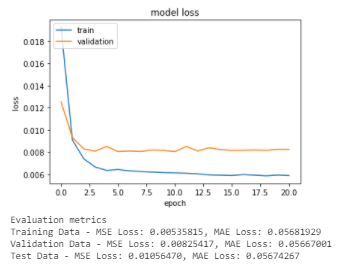 model loss
train
validation
0.018
0.016
0.014
0.012
0.010
0.008
0.006
loss
0.0 2.5 5.0 7.5 10.0 12.5 15.0 17.5 20.0
epoch
Evaluation metrics
Training Data - MSE Loss: 0.00535815, MAE Loss: 0.05681929
Validation Data - MSE Loss: 0.00825417, MAE Loss: 0.05667001
Test Data - MSE Loss: 0.01056470, MAE Loss: 0.05674267